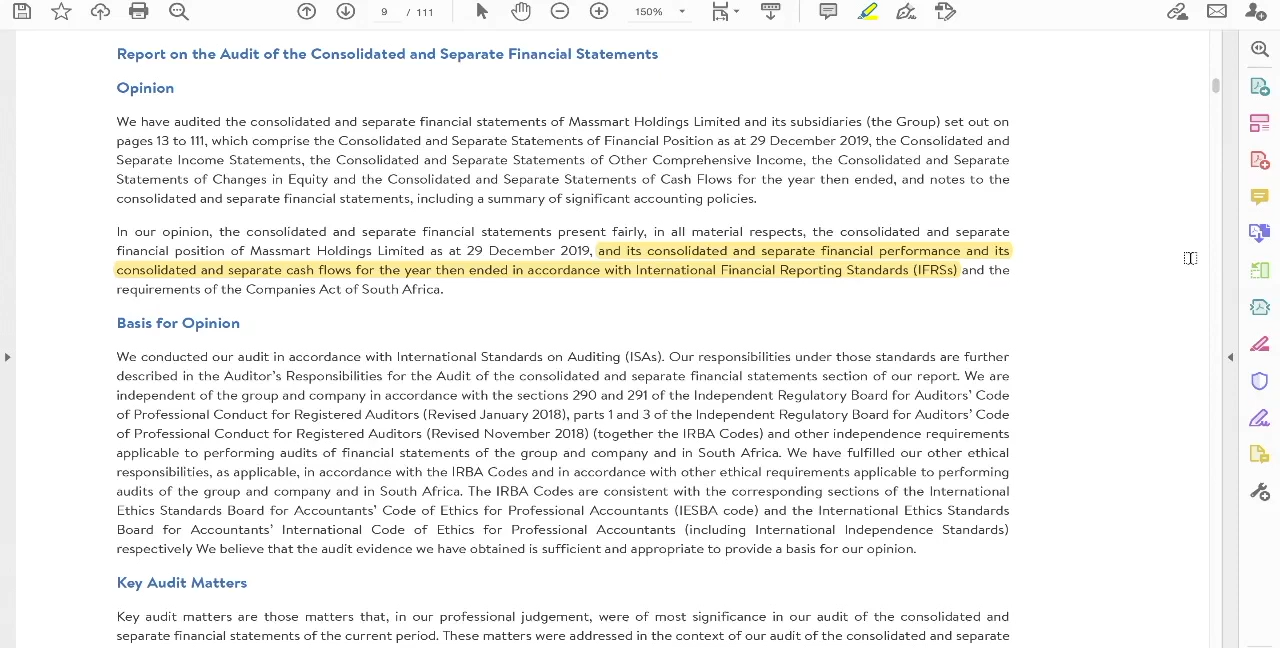 9 / 111 150%
Report on the Audit of the Consolidated and Separate Financial Statements
Opinion
We have audited the consolidated and separate financial statements of Massmart Holdings Limited and its subsidiaries (the Group) set out on
pages 13 to 111, which comprise the Consolidated and Separate Statements of Financial Position as at 29 December 2019, the Consolidated and
Separate Income Statements, the Consolidated and Separate Statements of Other Comprehensive Income, the Consolidated and Separate
Statements of Changes in Equity and the Consolidated and Separate Statements of Cash Flows for the year then ended, and notes to the
consolidated and separate financial statements, including a summary of significant accounting policies.
In our opinion, the consolidated and separate financial statements present fairly, in all material respects, the consolidated and separate
financial position of Massmart Holdings Limited as at 29 December 2019, and its consolidated and separate financial performance and its
consolidated and separate cash flows for the year then ended in accordance with International Financial Reporting Standards (IFRSs) and the
requirements of the Companies Act of South Africa.
Basis for Opinion
We conducted our audit in accordance with International Standards on Auditing (ISAs). Our responsibilities under those standards are further
described in the Auditor's Responsibilities for the Audit of the consolidated and separate financial statements section of our report. We are
independent of the group and company in accordance with the sections 290 and 291 of the Independent Regulatory Board for Auditors' Code
of Professional Conduct for Registered Auditors (Revised January 2018), parts 1 and 3 of the Independent Regulatory Board for Auditors' Code
of Professional Conduct for Registered Auditors (Revised November 2018) (together the IRBA Codes) and other independence requirements
applicable to performing audits of financial statements of the group and company and in South Africa. We have fulfilled our other ethical
responsibilities, as applicable, in accordance with the IRBA Codes and in accordance with other ethical requirements applicable to performing
audits of the group and company and in South Africa. The IRBA Codes are consistent with the corresponding sections of the International
Ethics Standards Board for Accountants' Code of Ethics for Professional Accountants (IESBA code) and the International Ethics Standards
Board for Accountants' International Code of Ethics for Professional Accountants (including International Independence Standards)
respectively We believe that the audit evidence we have obtained is sufficient and appropriate to provide a basis for our opinion.
Key Audit Matters
Key audit matters are those matters that, in our professional judgement, were of most significance in our audit of the consolidated and
separate financial statements of the current period. These matters were addressed in the context of our audit of the consolidated and separate